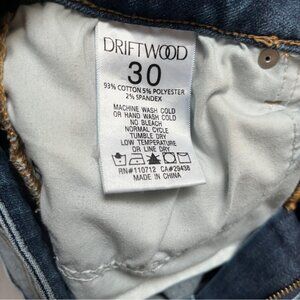 DRIFTWOOD
30
93% COTTON 5% POLYESTER
2% SPANDEX
MACHINE WASH COLD
OR HAND WASH COLD
NO BLEACH
NORMAL CYCLE
TUMBLE DRY
LOW TEMPERATURE
OR LINE DRY
RN#110712 CA#29436
MADE IN CHINA